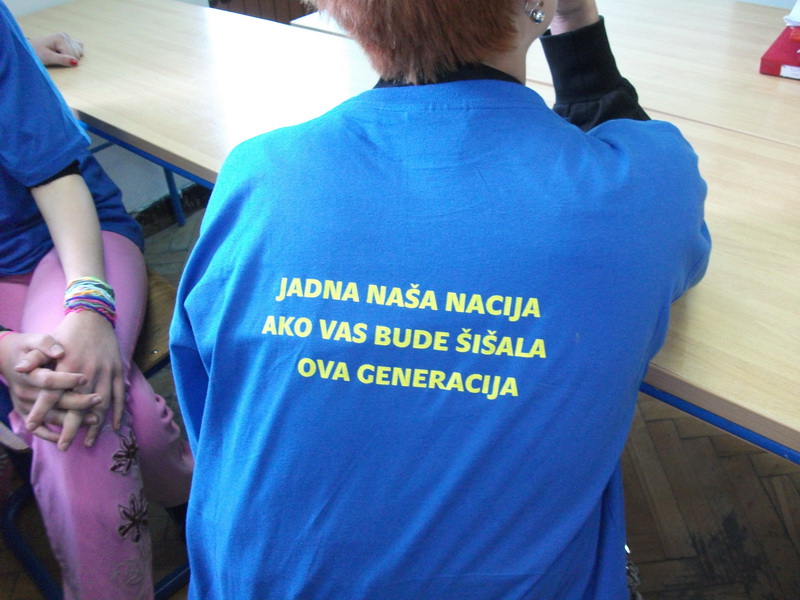 JADNA NAŠA NACIJA
AKO VAS BUDE ŠIŠALA
OVA GENERACIJA